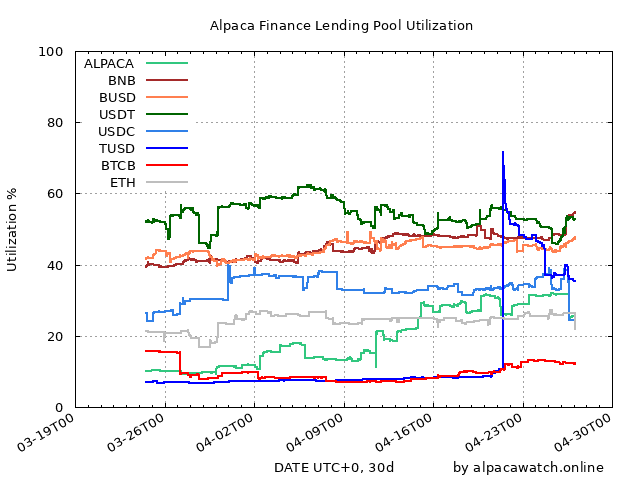 Alpaca Finance Lending Pool Utilization
100
80
60
40
20
0
Utilization %
ALPACA
BNB
BUSD
USDT
USDC
TUSD
BTCB
ETH
03-19T00
03-26T00
04-02T00
04-09T00
04-16T00
04-23T00
04-30T00
DATE UTC+0, 30d
by alpacawatch.online